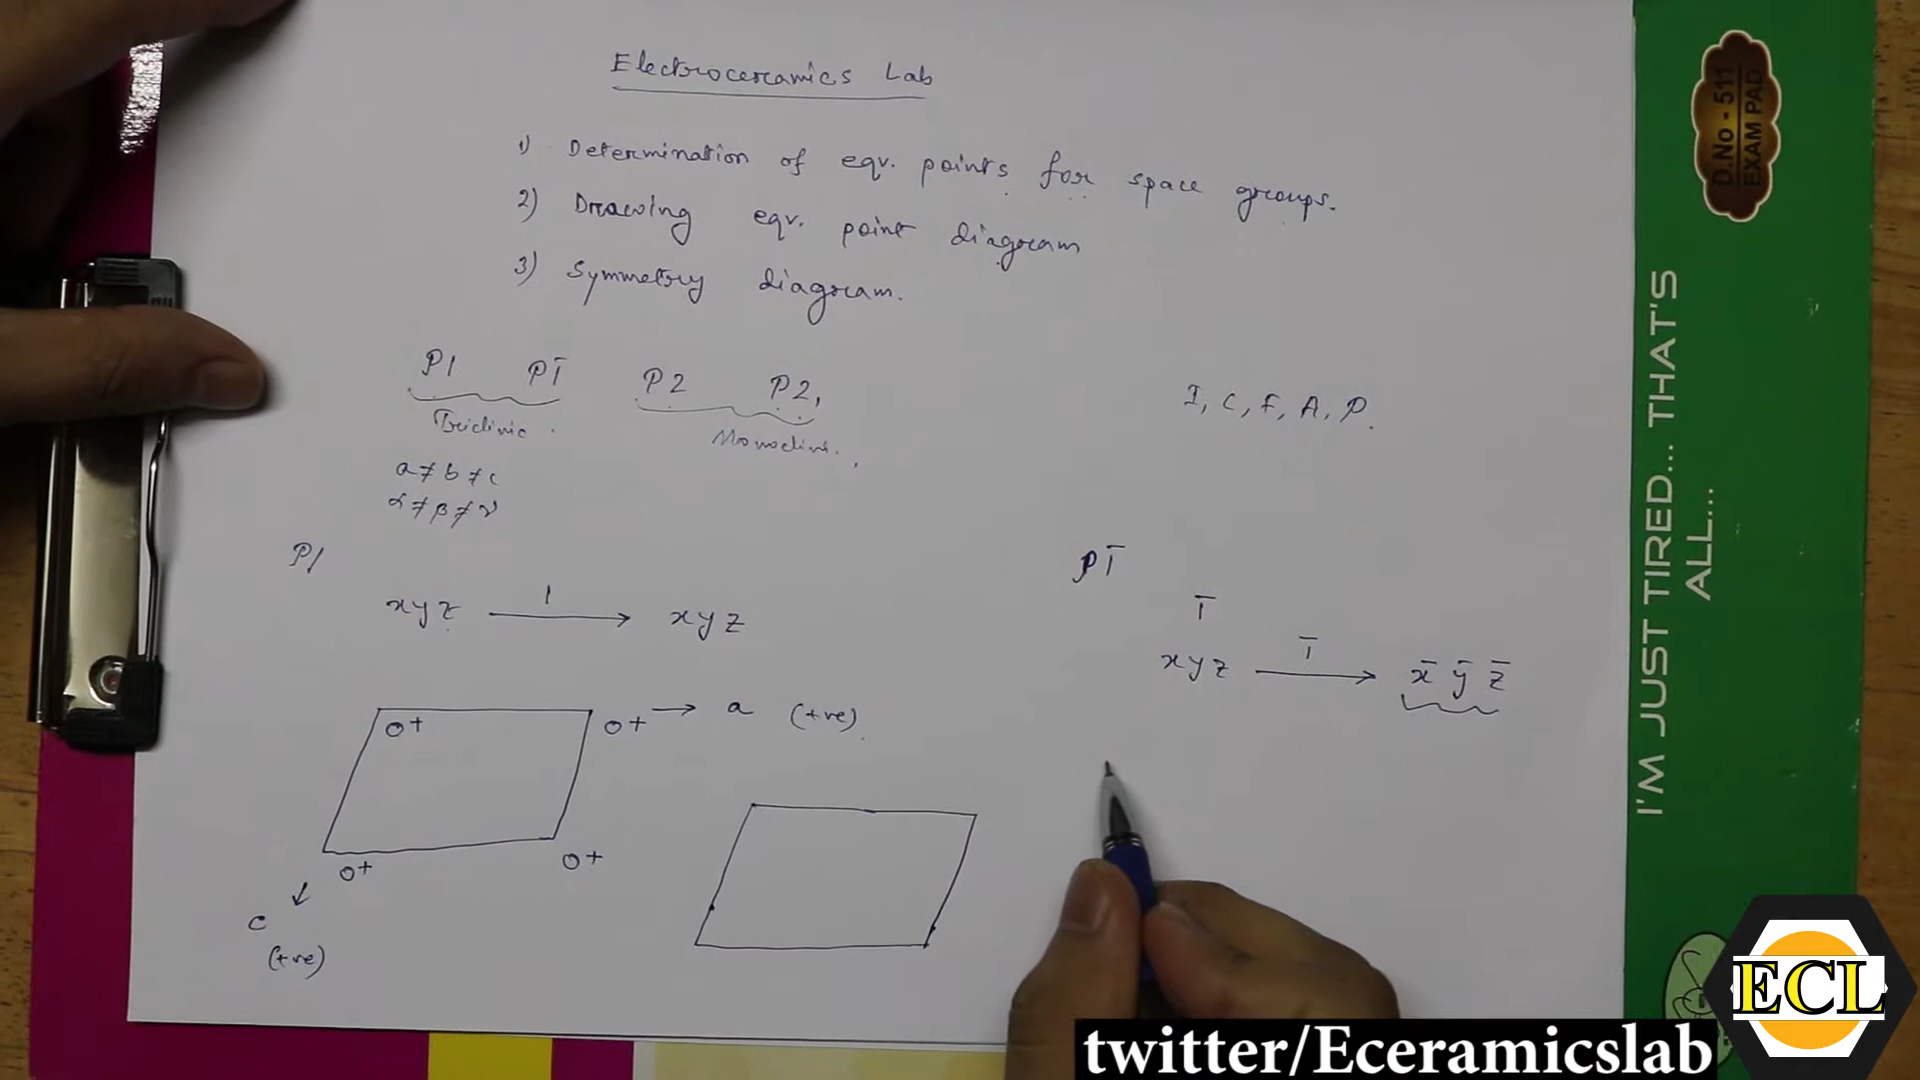 Electroceramics Lab
1) Determination of eqv. points for space groups.
2) Drawing eqv. point diagram
3) Symmetry diagram.
P1 P1̄ P2 P2₁
Triclinic Monoclini.
I, C, F, A, P.
a ≠ b ≠ c
α ≠ β ≠ γ
P1
xyz 1 → xyz
P1̄
1̄
xyz 1̄ → x̄ ȳ z̄
o+ o+ → a (+ve)
o+ o+
↓
c
(+ve)
D.No - 511
EXAM PAD
I'M JUST TIRED... THAT'S
ALL...
ECL
twitter/Eceramicslab